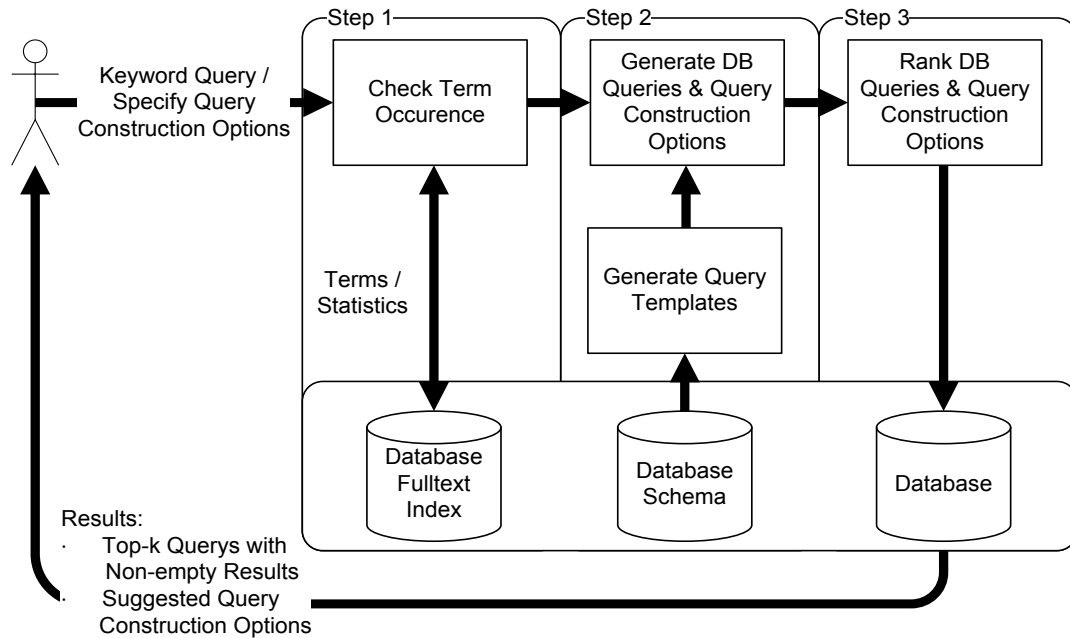 Step 1
Step 2
Step 3
Keyword Query /
Specify Query
Construction Options
Check Term
Occurence
Generate DB
Queries & Query
Construction
Options
Rank DB
Queries & Query
Construction
Options
Terms /
Statistics
Generate Query
Templates
Database
Fulltext
Index
Database
Schema
Database
Results:
· Top-k Querys with
Non-empty Results
· Suggested Query
Construction Options